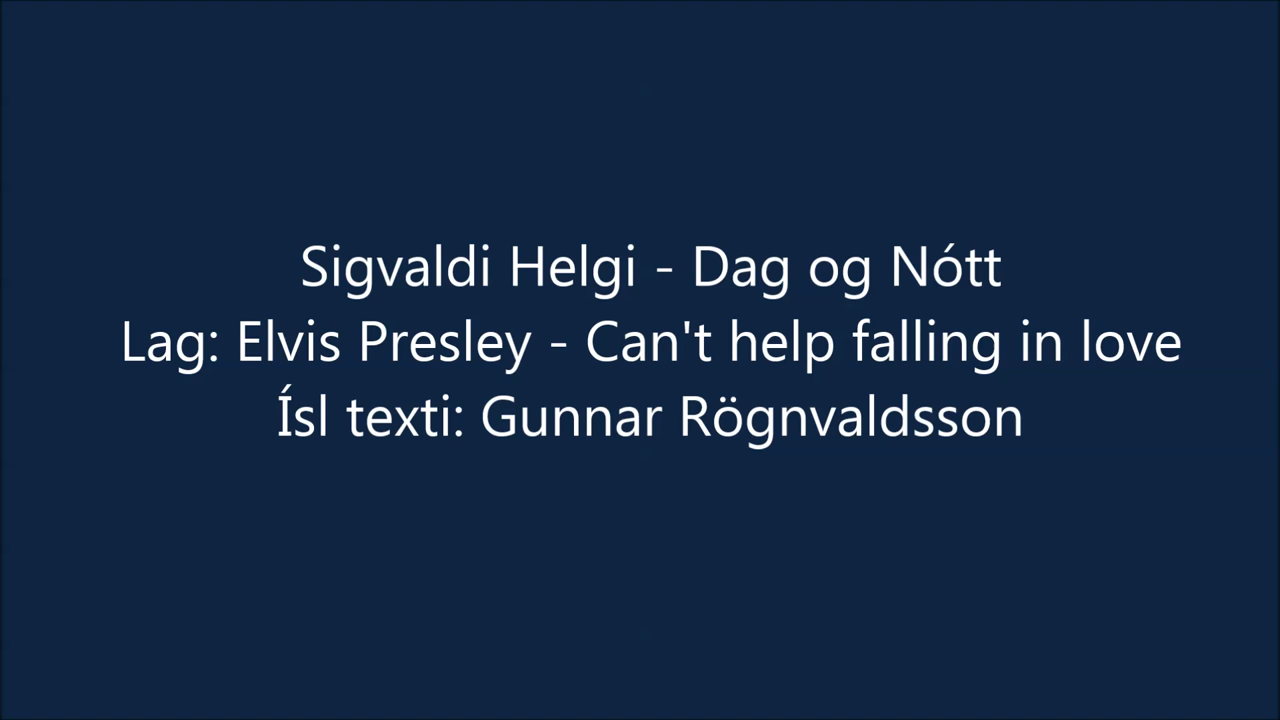 Sigvaldi Helgi - Dag og Nótt
Lag: Elvis Presley - Can't help falling in love
Ísl texti: Gunnar Rögnvaldsson